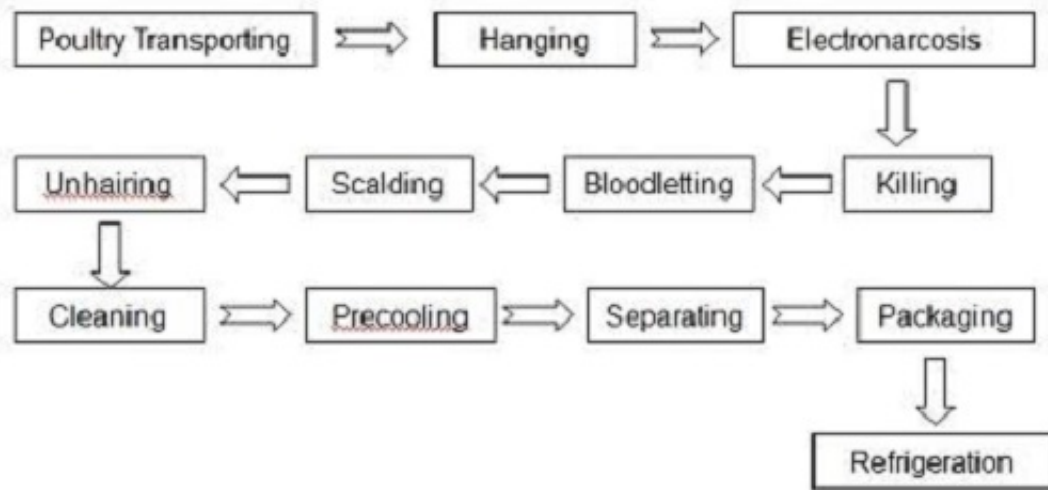 Poultry Transporting
Hanging
Electronarcosis
Killing
Bloodletting
Scalding
Unhairing
Cleaning
Precooling
Separating
Packaging
Refrigeration